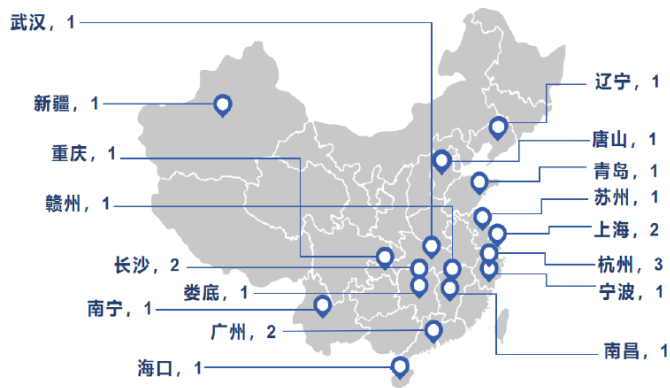 武汉，1
新疆，1
重庆，1
赣州，1
长沙，2
娄底，1
南宁，1
广州，2
海口，1
辽宁，1
唐山，1
青岛，1
苏州，1
上海，2
杭州，3
宁波，1
南昌，1